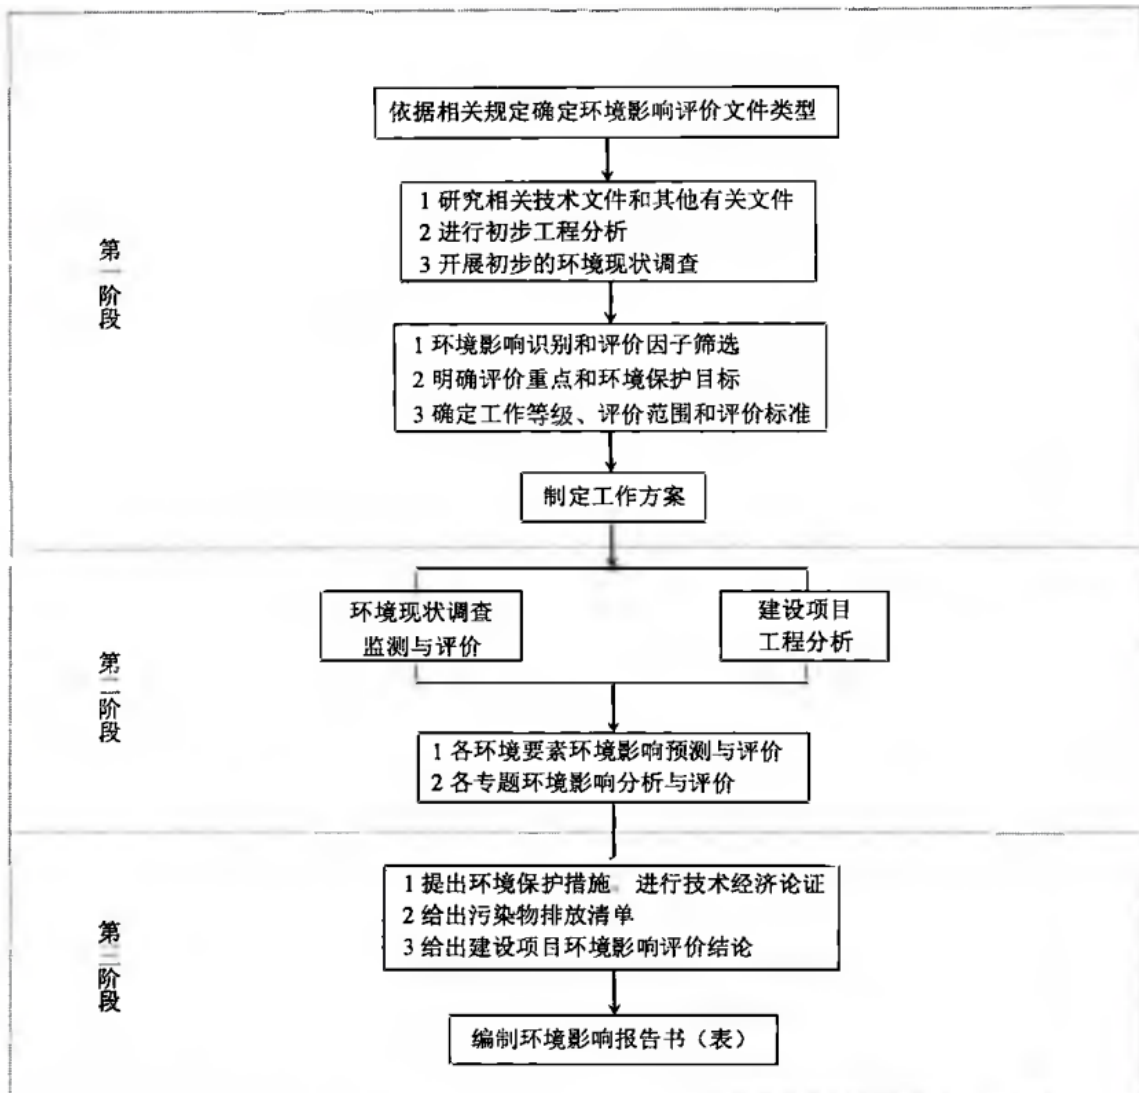 依据相关规定确定环境影响评价文件类型
1 研究相关技术文件和其他有关文件
2 进行初步工程分析
3 开展初步的环境现状调查
第一阶段
1 环境影响识别和评价因子筛选
2 明确评价重点和环境保护目标
3 确定工作等级、评价范围和评价标准
制定工作方案
环境现状调查
监测与评价
建设项目
工程分析
第二阶段
1 各环境要素环境影响预测与评价
2 各专题环境影响分析与评价
1 提出环境保护措施 进行技术经济论证
2 给出污染物排放清单
3 给出建设项目环境影响评价结论
第三阶段
编制环境影响报告书（表）